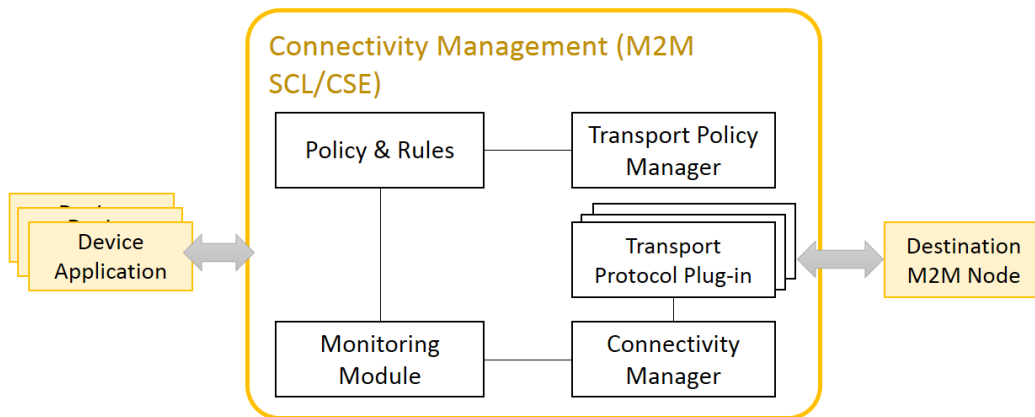 Connectivity Management (M2M
SCL/CSE)
Policy & Rules
Transport Policy
Manager
Device
Application
Transport
Protocol Plug-in
Destination
M2M Node
Monitoring
Module
Connectivity
Manager